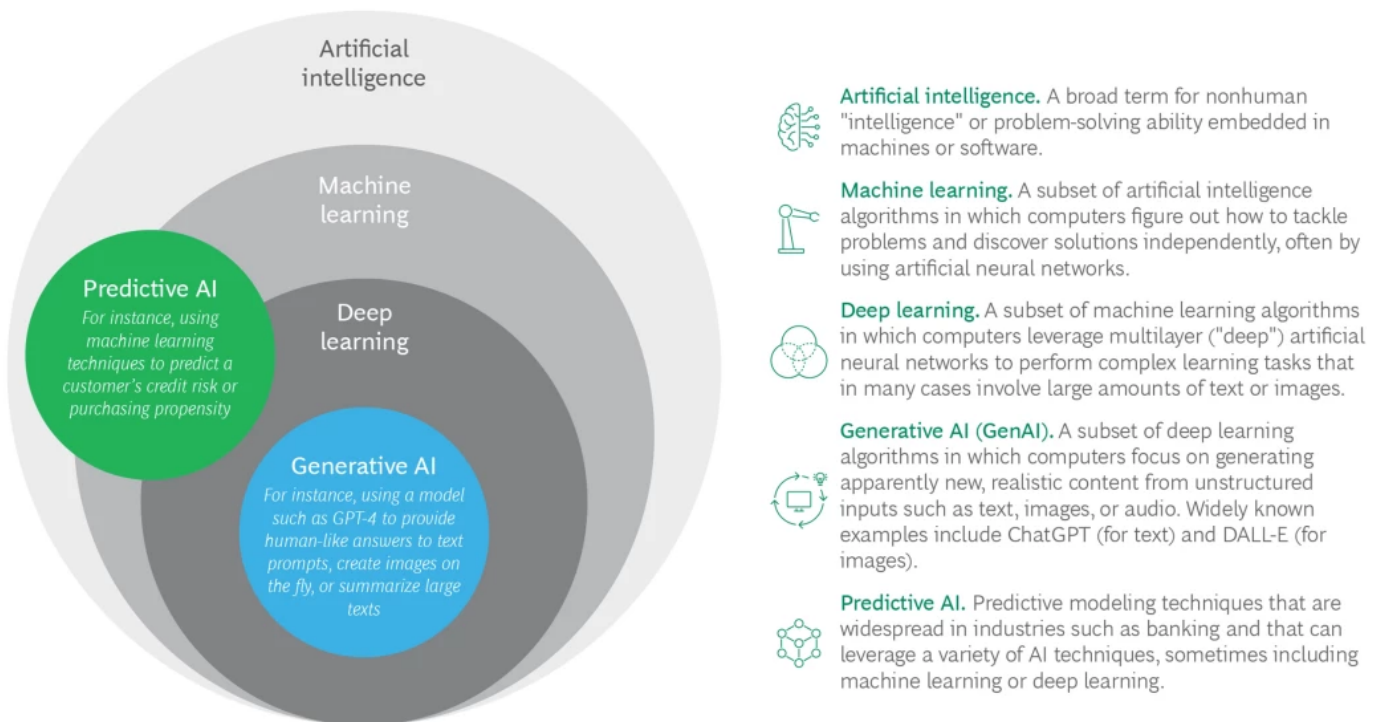 Artificial
intelligence
Machine
learning
Predictive AI
For instance, using
machine learning
techniques to predict a
customer's credit risk or
purchasing propensity
Deep
learning
Generative AI
For instance, using a model
such as GPT-4 to provide
human-like answers to text
prompts, create images on
the fly, or summarize large
texts
Artificial intelligence. A broad term for nonhuman
"intelligence" or problem-solving ability embedded in
machines or software.
Machine learning. A subset of artificial intelligence
algorithms in which computers figure out how to tackle
problems and discover solutions independently, often by
using artificial neural networks.
Deep learning. A subset of machine learning algorithms
in which computers leverage multilayer ("deep") artificial
neural networks to perform complex learning tasks that
in many cases involve large amounts of text or images.
Generative AI (GenAI). A subset of deep learning
algorithms in which computers focus on generating
apparently new, realistic content from unstructured
inputs such as text, images, or audio. Widely known
examples include ChatGPT (for text) and DALL-E (for
images).
Predictive AI. Predictive modeling techniques that are
widespread in industries such as banking and that can
leverage a variety of AI techniques, sometimes including
machine learning or deep learning.